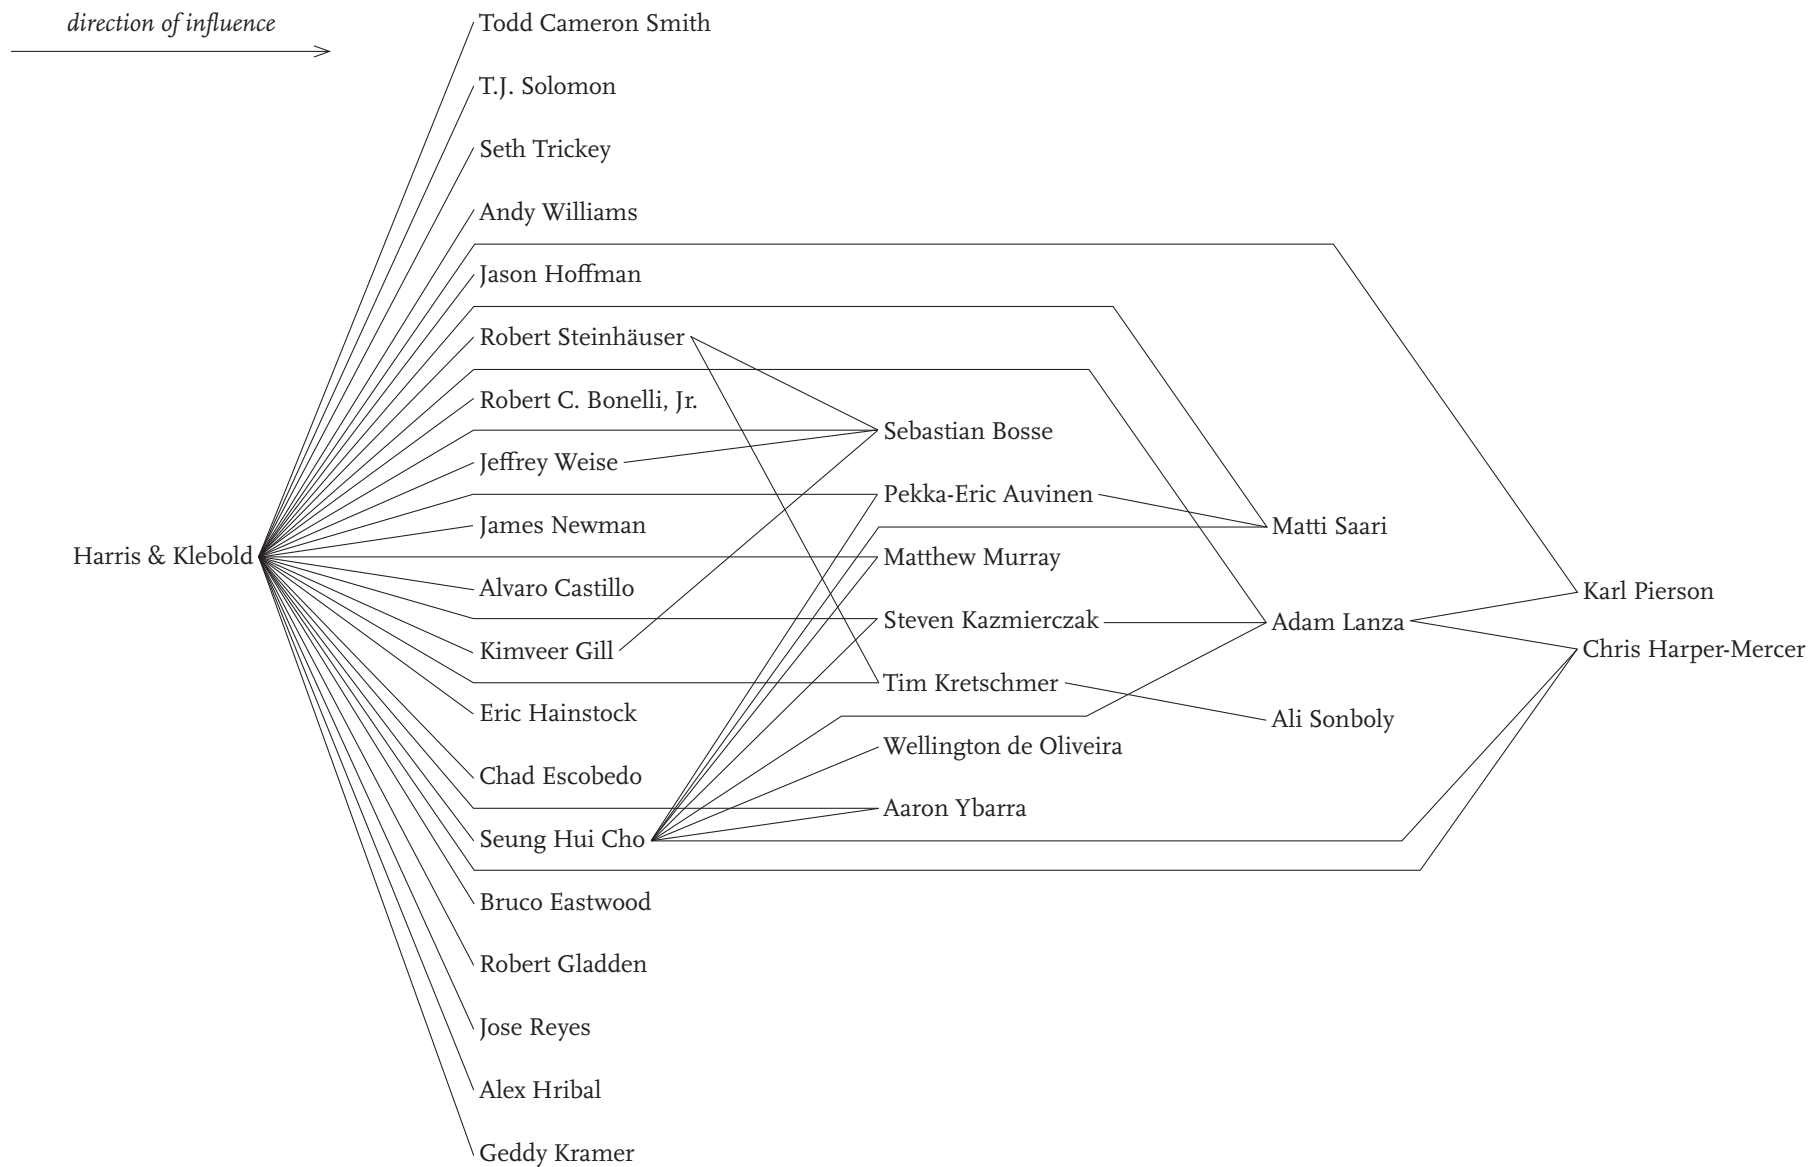 direction of influence
Todd Cameron Smith
T.J. Solomon
Seth Trickey
Andy Williams
Jason Hoffman
Robert Steinhäuser
Robert C. Bonelli, Jr.
Sebastian Bosse
Jeffrey Weise
Pekka-Eric Auvinen
James Newman
Matti Saari
Harris & Klebold
Matthew Murray
Alvaro Castillo
Karl Pierson
Steven Kazmierczak
Adam Lanza
Kimveer Gill
Chris Harper-Mercer
Tim Kretschmer
Eric Hainstock
Ali Sonboly
Wellington de Oliveira
Chad Escobedo
Aaron Ybarra
Seung Hui Cho
Bruco Eastwood
Robert Gladden
Jose Reyes
Alex Hribal
Geddy Kramer